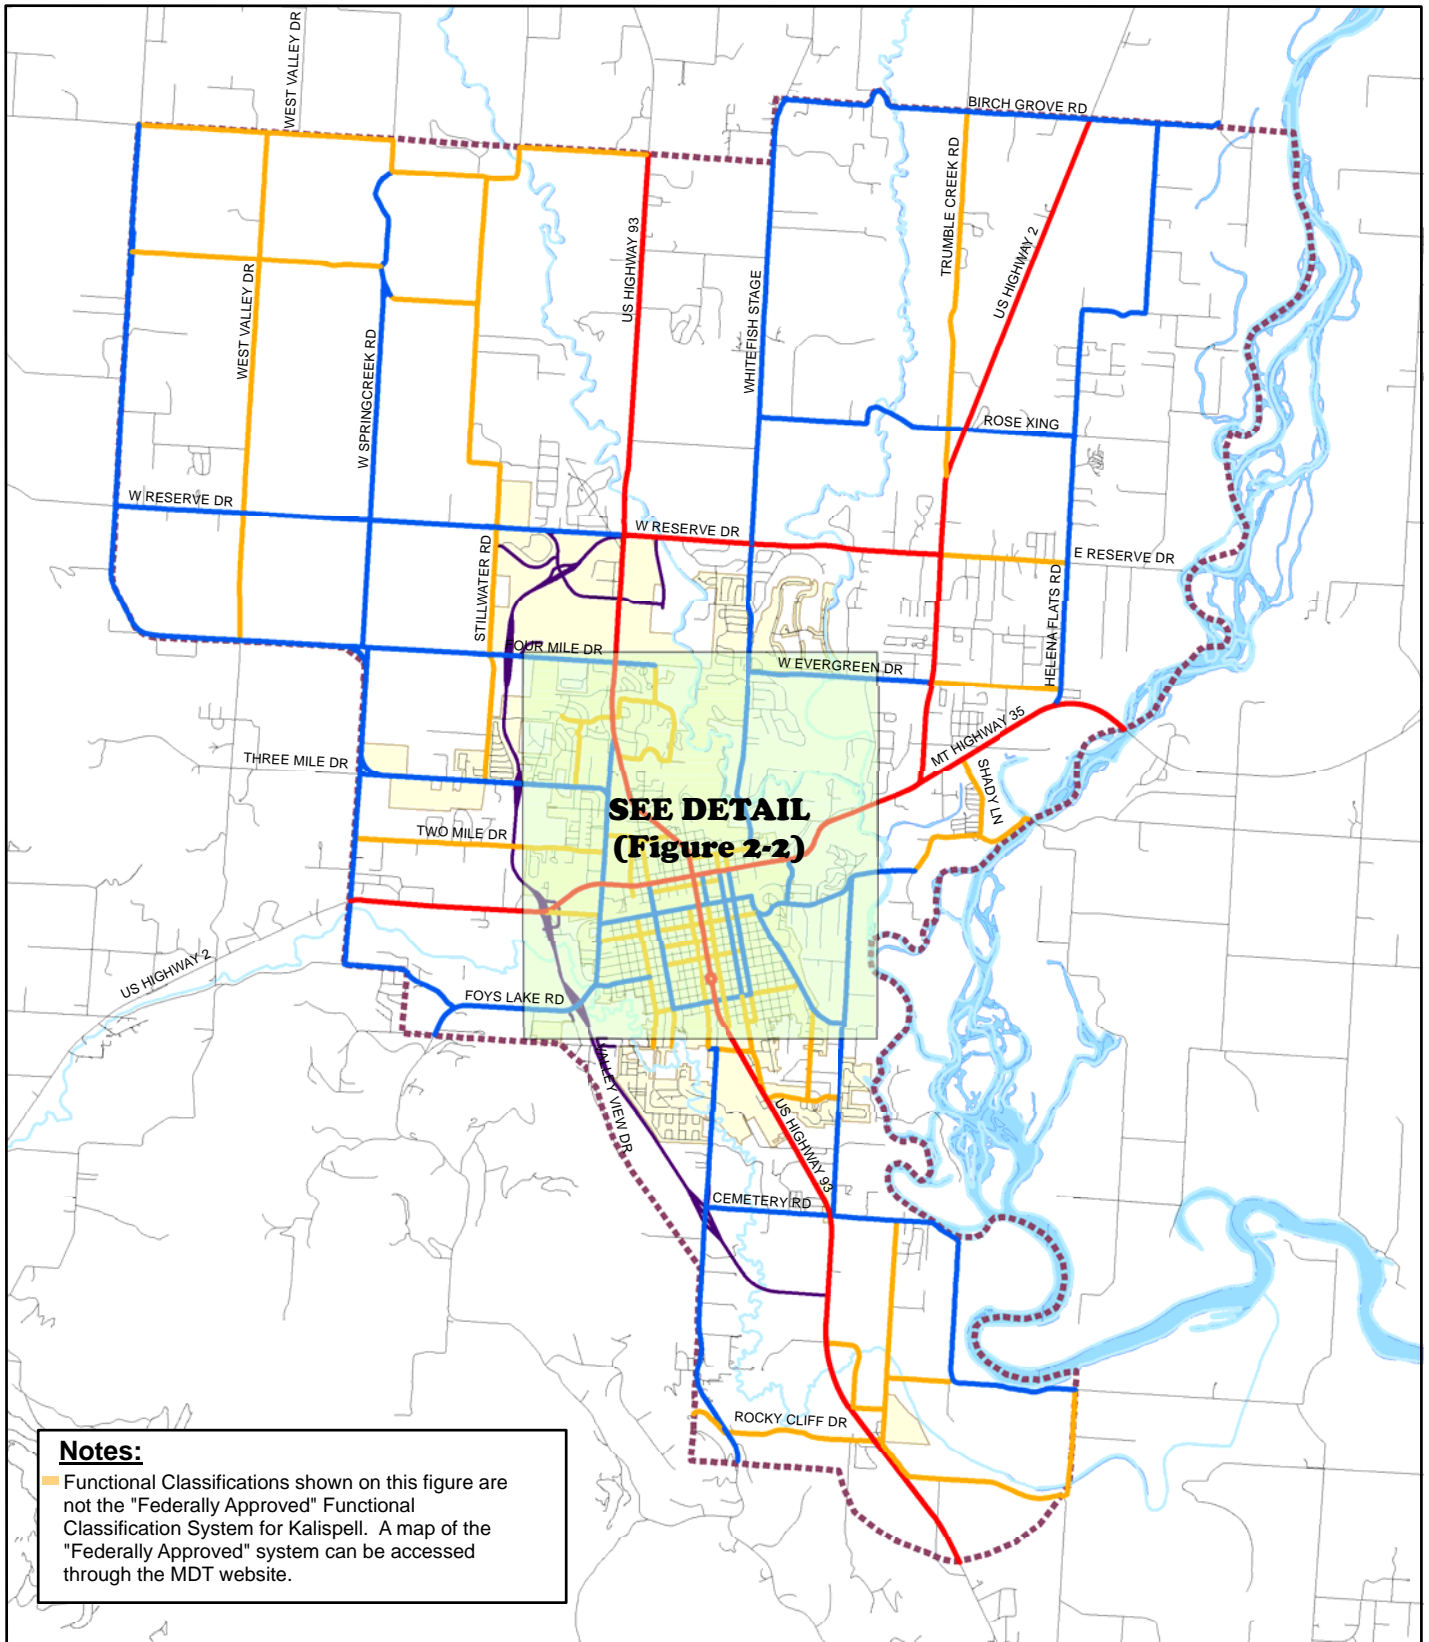 WEST VALLEY DR
BIRCH GROVE RD
TRUMBLE CREEK RD
US HIGHWAY 93
US HIGHWAY 2
WEST VALLEY DR
WHITEFISH STAGE
W SPRINGCREEK RD
ROSE XING
W RESERVE DR
W RESERVE DR
E RESERVE DR
STILLWATER RD
HELENA FLATS RD
FOUR MILE DR
W EVERGREEN DR
MT HIGHWAY 35
THREE MILE DR
SHADY LN
SEE DETAIL
(Figure 2-2)
TWO MILE DR
US HIGHWAY 2
FOYS LAKE RD
VALLEY VIEW DR
US HIGHWAY 93
CEMETERY RD
ROCKY CLIFF DR
Notes:
Functional Classifications shown on this figure are
not the "Federally Approved" Functional
Classification System for Kalispell. A map of the
"Federally Approved" system can be accessed
through the MDT website.